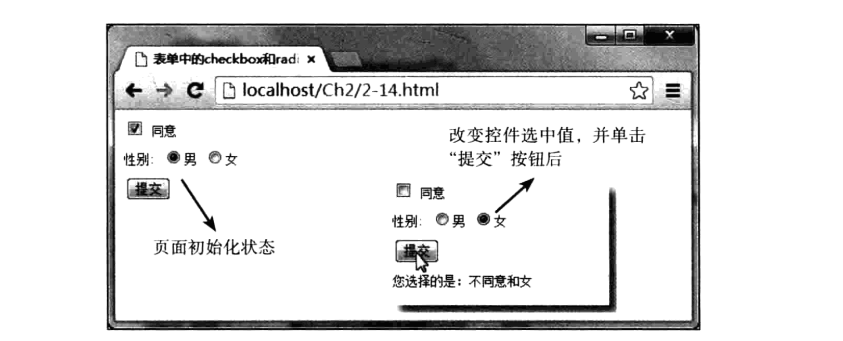 表单中的checkbox和radi
localhost/Ch2/2-14.html
同意
性别: 男 女
提交
页面初始化状态
改变控件选中值，并单击
“提交”按钮后
同意
性别: 男 女
提交
您选择的是：不同意和女